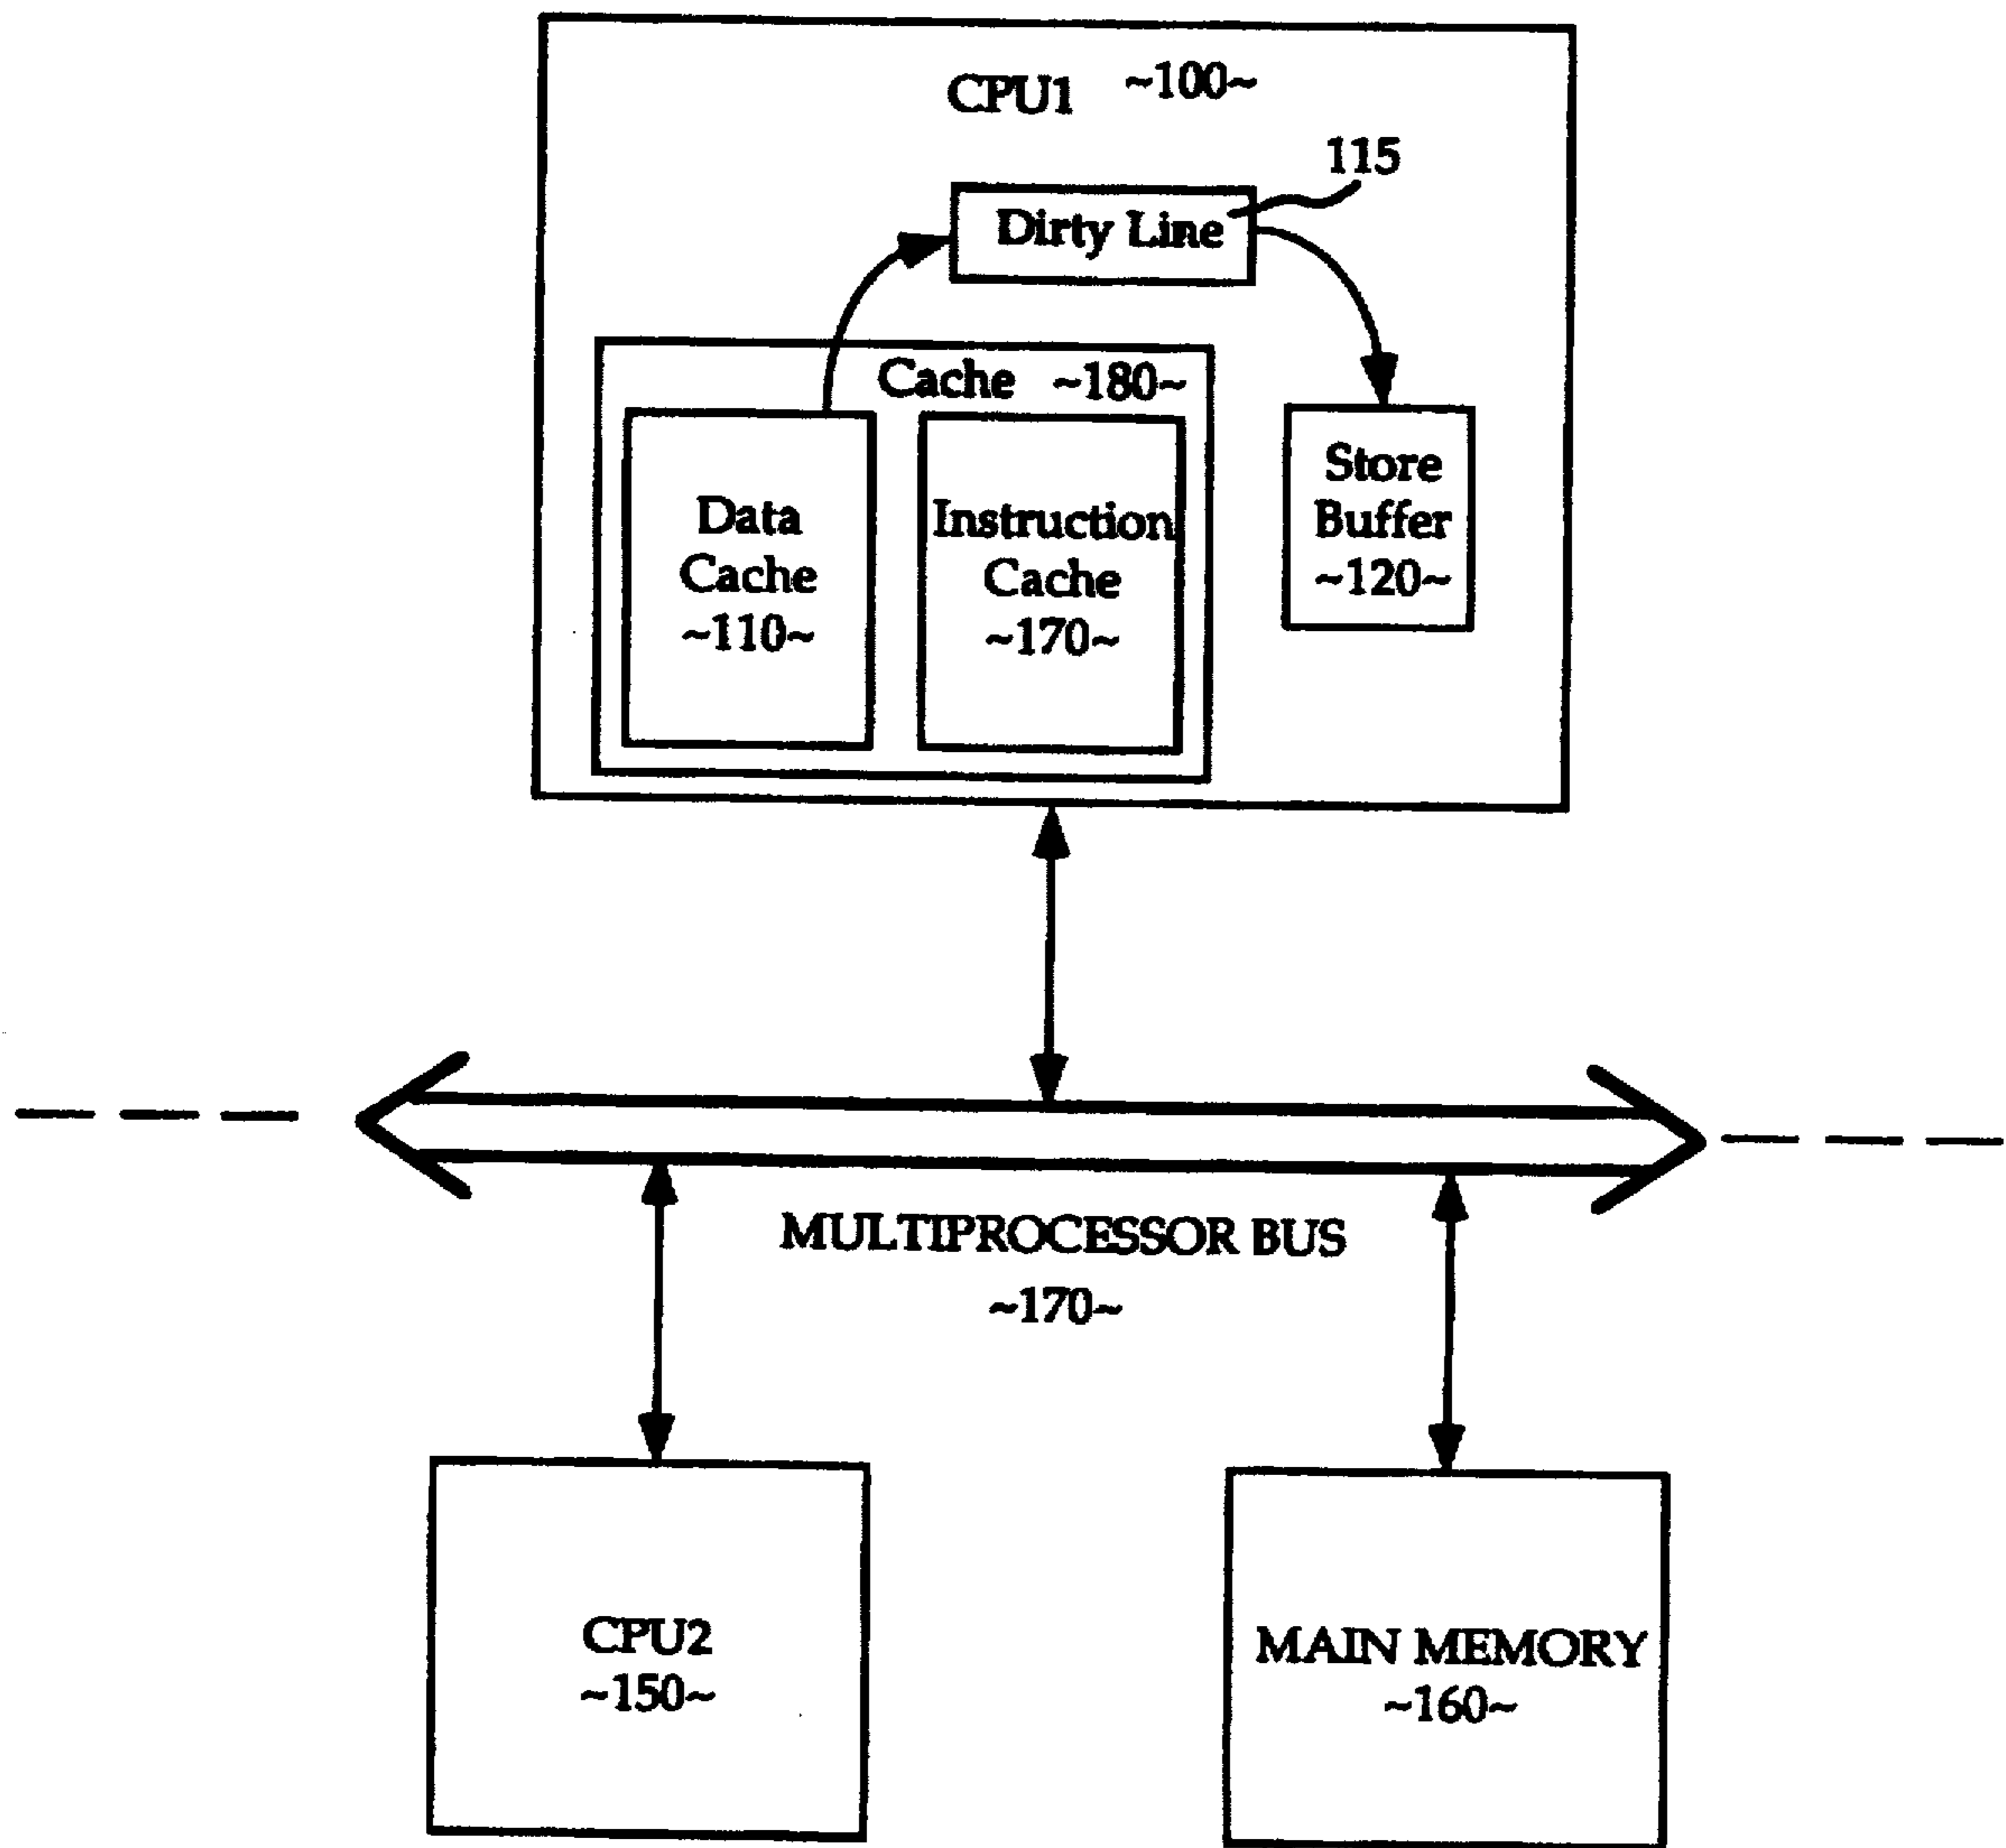 CPU1 ~100~
115
Dirty Line
Cache ~180~
Data
Cache
~110~
Instruction
Cache
~170~
Store
Buffer
~120~
MULTIPROCESSOR BUS
~170~
CPU2
~150~
MAIN MEMORY
~160~